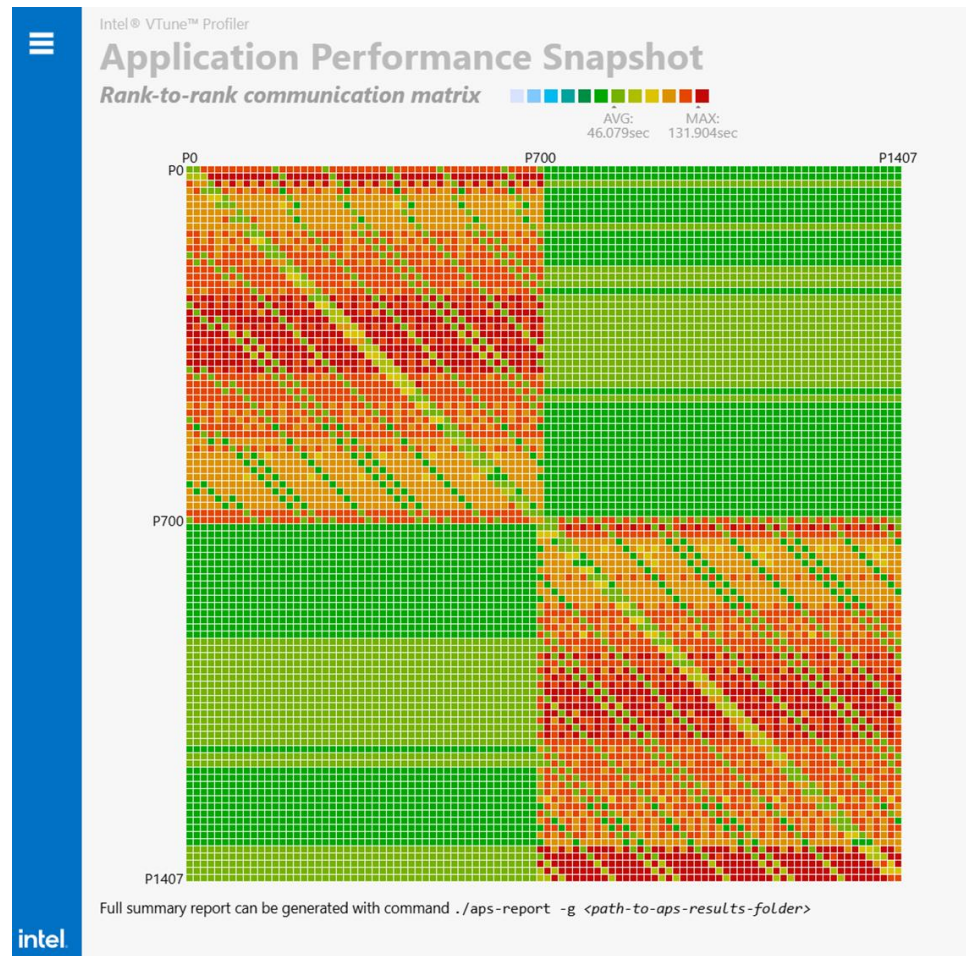 Intel® VTune™ Profiler
Application Performance Snapshot
Rank-to-rank communication matrix
AVG: MAX:
46.079sec 131.904sec
P0 P700 P1407
P0
P700
P1407
Full summary report can be generated with command ./aps-report -g <path-to-aps-results-folder>
intel.